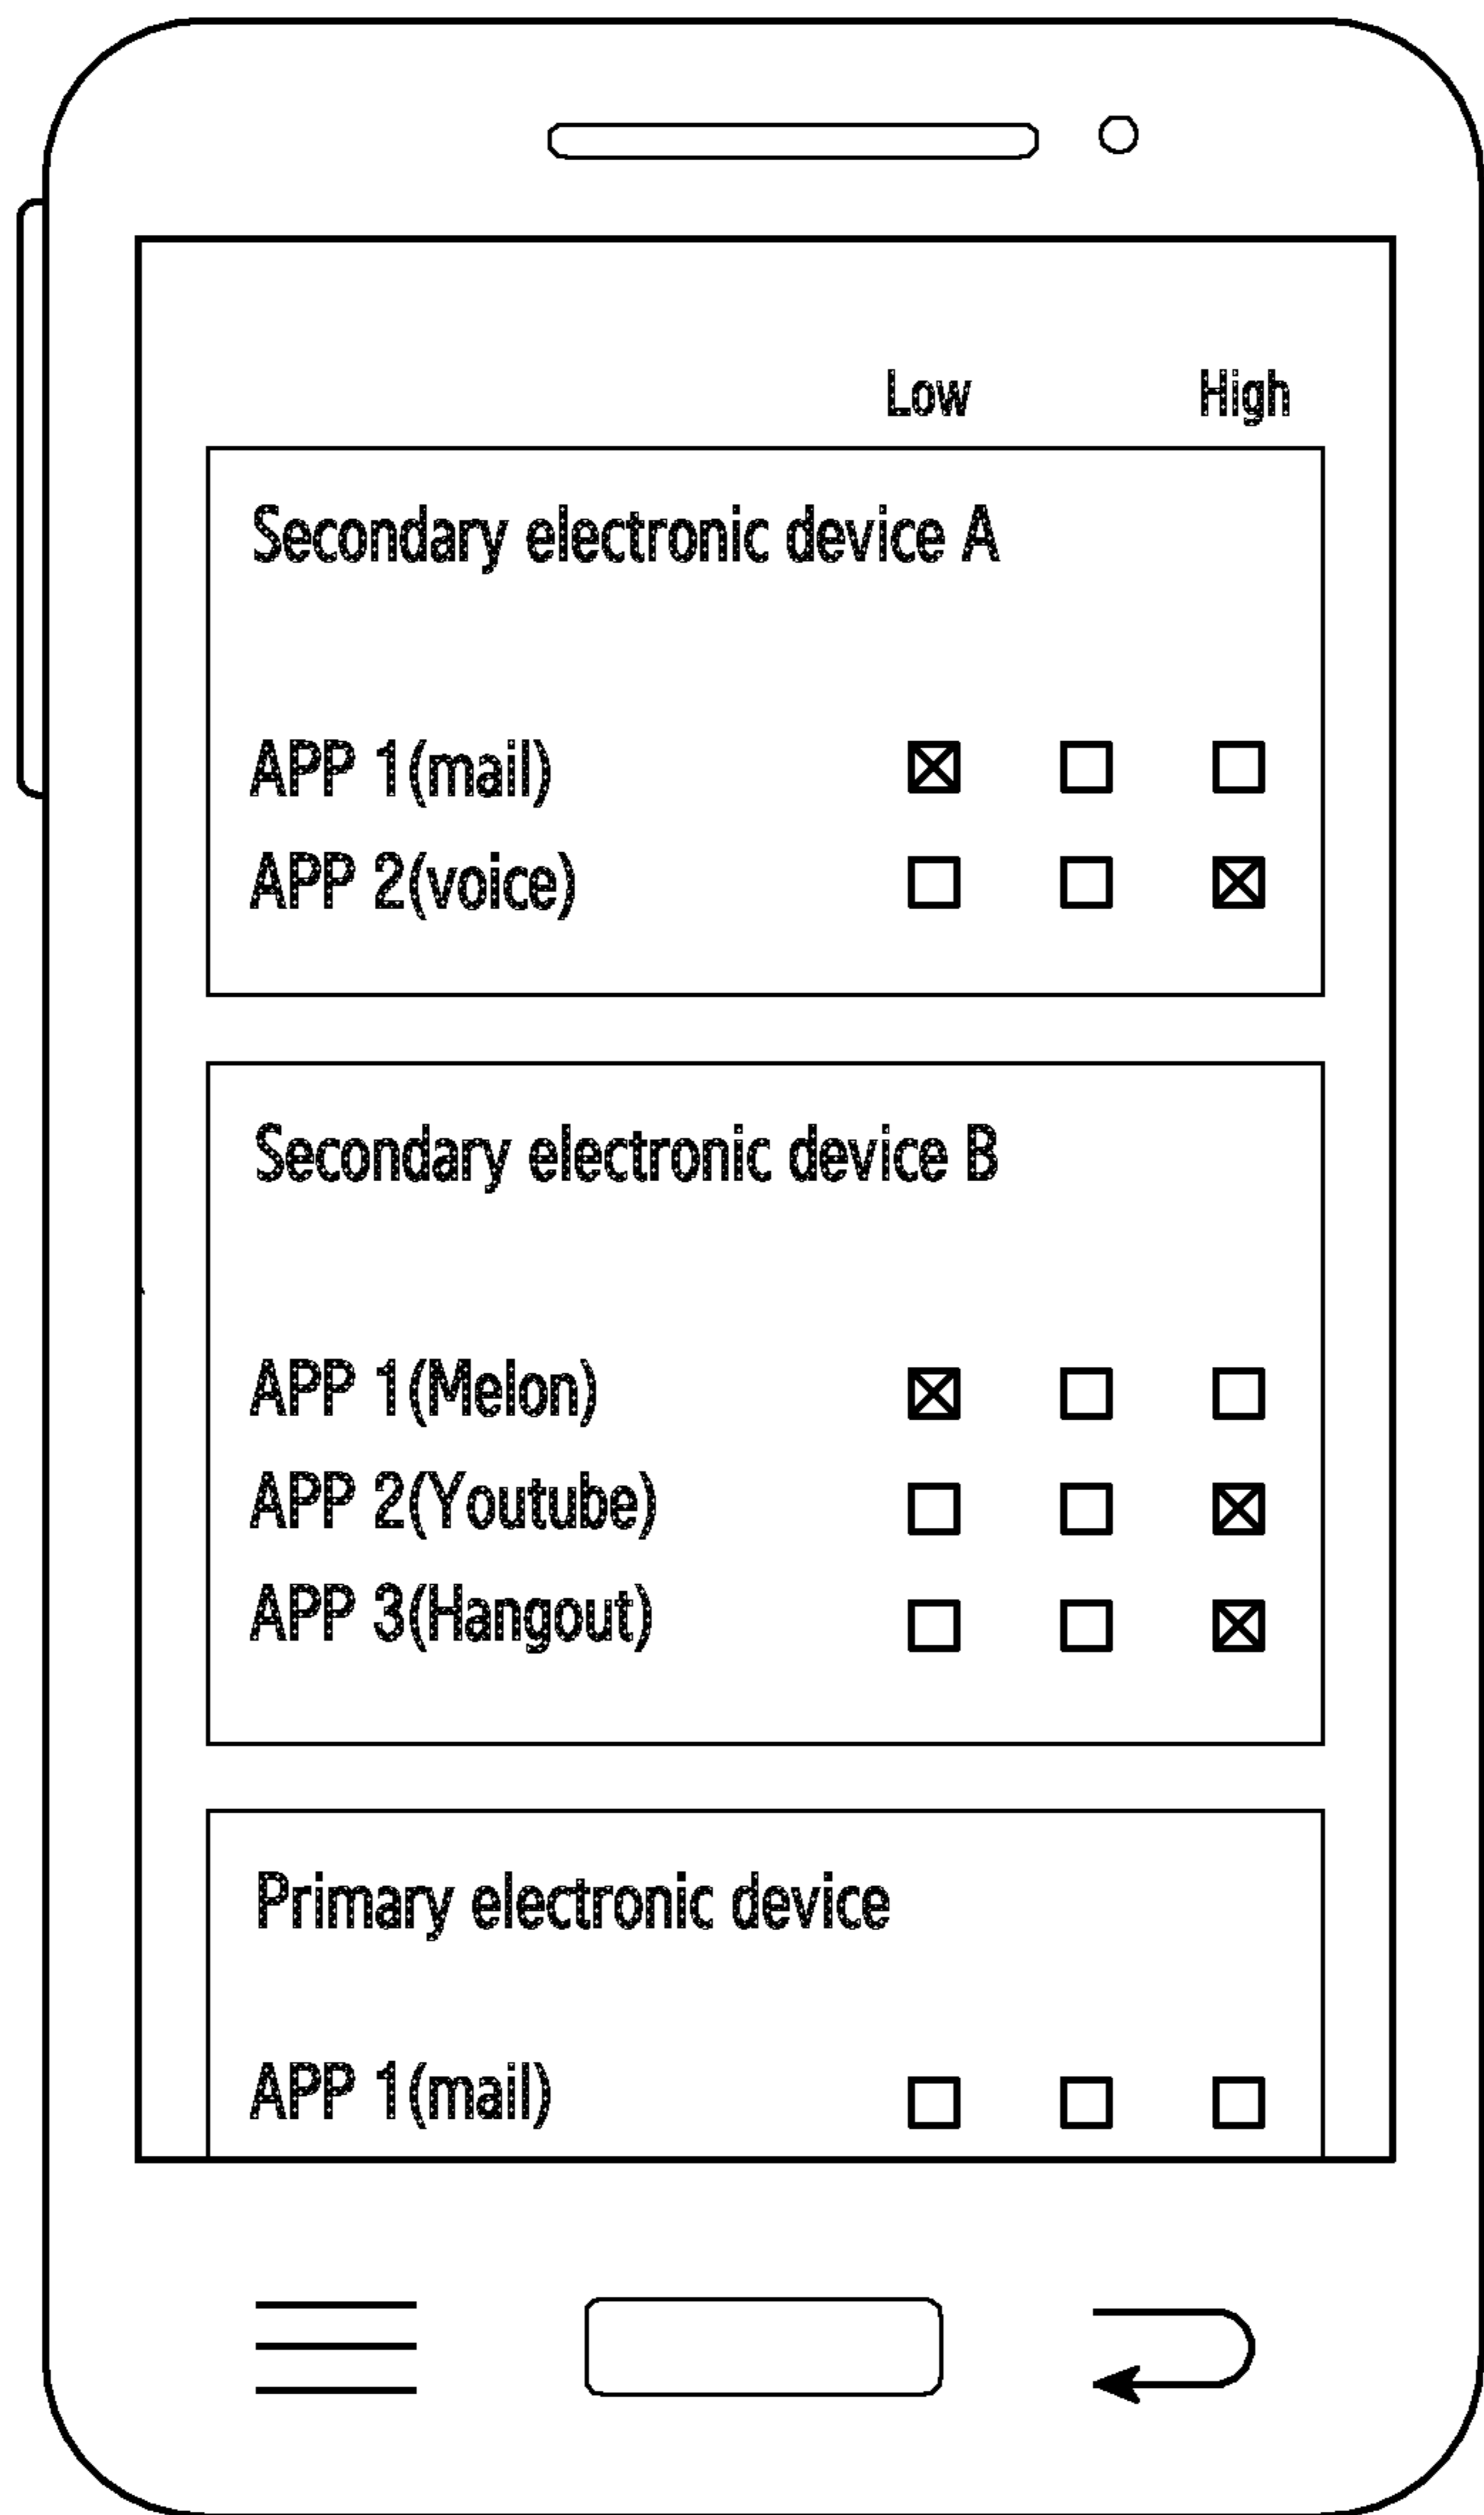 Low High
Secondary electronic device A
APP 1(mail)
APP 2(voice)
Secondary electronic device B
APP 1(Melon)
APP 2(Youtube)
APP 3(Hangout)
Primary electronic device
APP 1(mail)